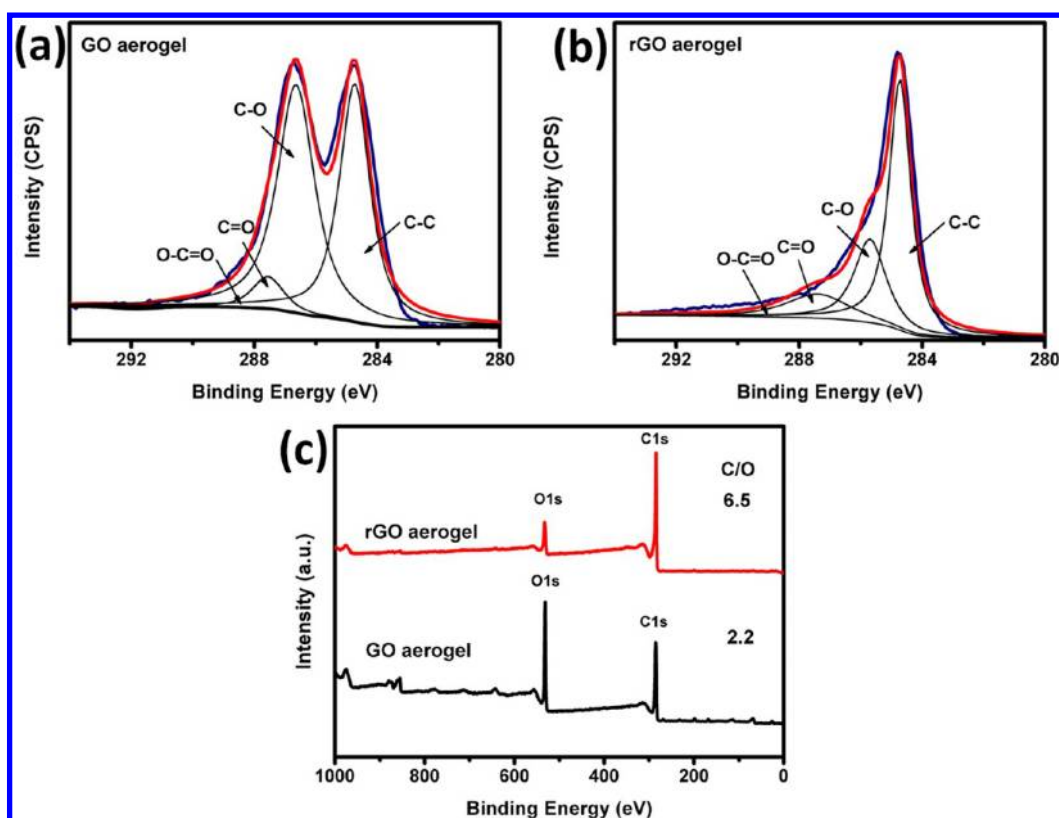 (a)
GO aerogel
C-O
C=O
O-C=O
C-C
Intensity (CPS)
292 288 284 280
Binding Energy (eV)
(b)
rGO aerogel
C-O
C=O
O-C=O
C-C
Intensity (CPS)
292 288 284 280
Binding Energy (eV)
(c)
C1s
C/O
6.5
O1s
rGO aerogel
O1s
C1s
2.2
GO aerogel
Intensity (a.u.)
1000 800 600 400 200 0
Binding Energy (eV)